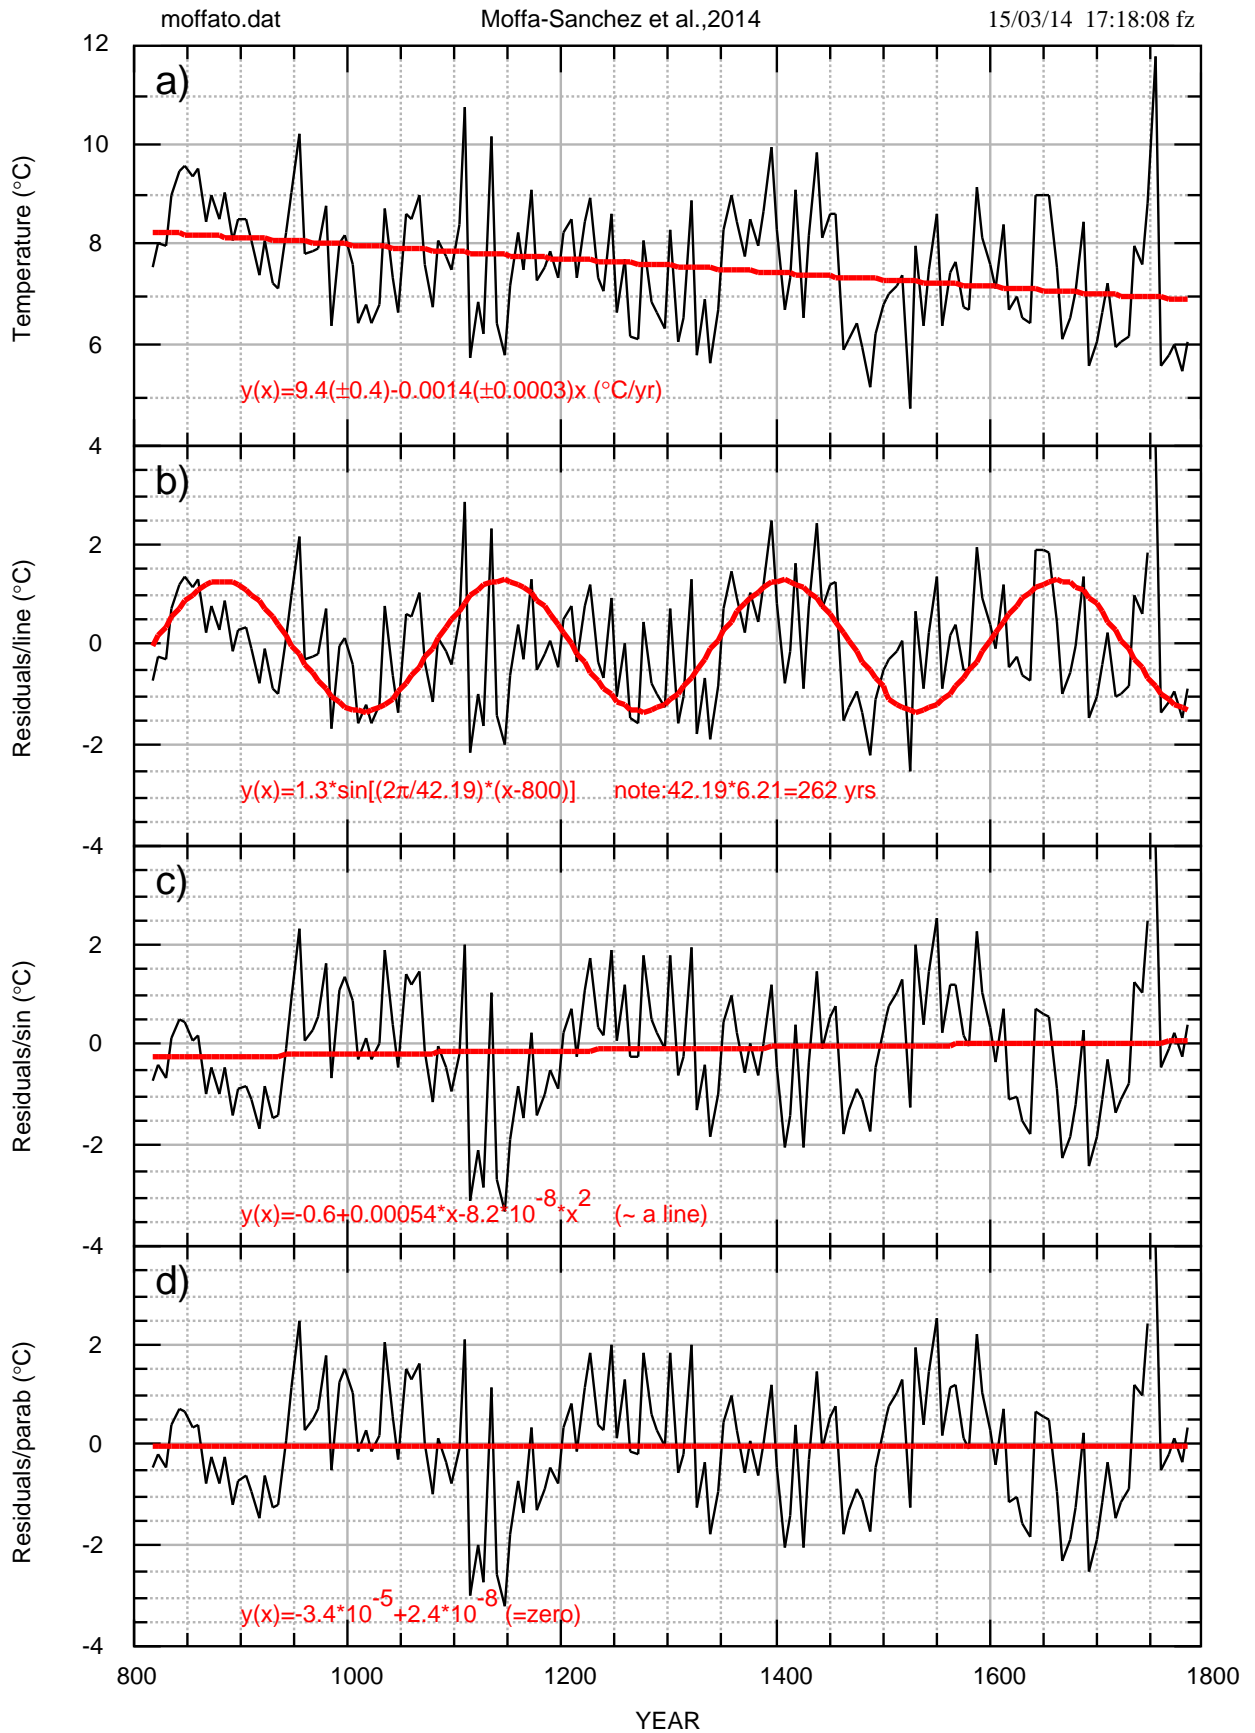 moffato.dat Moffa-Sanchez et al.,2014 15/03/14 17:18:08 fz
12
a)
10
8
6
4
Temperature (°C)
y(x)=9.4(±0.4)-0.0014(±0.0003)x (°C/yr)
b)
2
0
-2
-4
Residuals/line (°C)
y(x)=1.3*sin[(2π/42.19)*(x-800)] note:42.19*6.21=262 yrs
c)
2
0
-2
-4
Residuals/sin (°C)
y(x)=-0.6+0.00054*x-8.2*10^-8*x^2 (~ a line)
d)
2
0
-2
-4
Residuals/parab (°C)
y(x)=-3.4*10^-5+2.4*10^-8 (=zero)
800 1000 1200 1400 1600 1800
YEAR